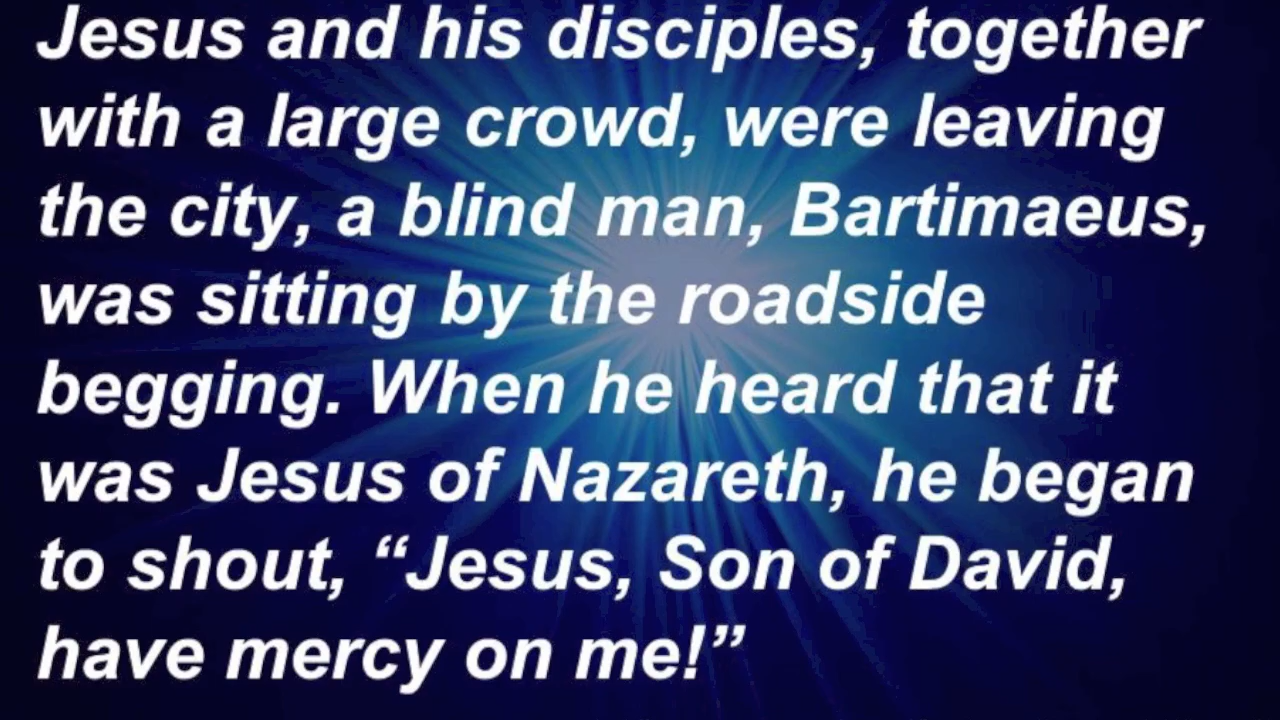 Jesus and his disciples, together
with a large crowd, were leaving
the city, a blind man, Bartimaeus,
was sitting by the roadside
begging. When he heard that it
was Jesus of Nazareth, he began
to shout, “Jesus, Son of David,
have mercy on me!”